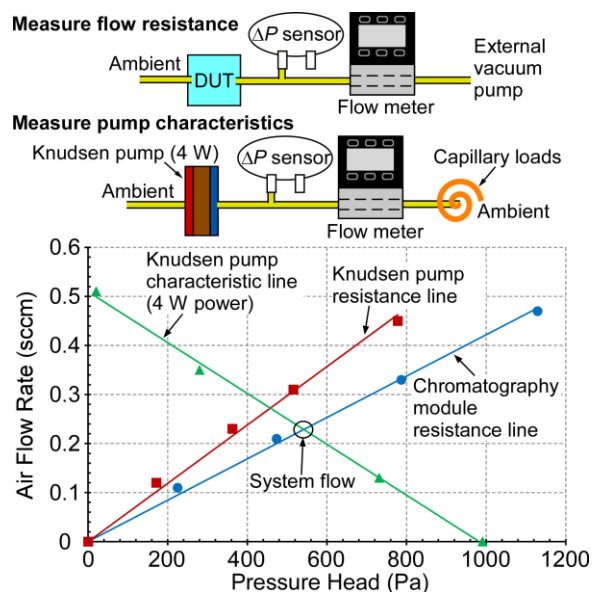 Measure flow resistance
ΔP sensor
Ambient
DUT
Flow meter
External
vacuum
pump
Measure pump characteristics
Knudsen pump (4 W)
ΔP sensor
Capillary loads
Ambient
Flow meter
Ambient
Air Flow Rate (sccm)
0.6
0.5
0.4
0.3
0.2
0.1
0
Knudsen pump
characteristic line
(4 W power)
Knudsen pump
resistance line
Chromatography
module
resistance line
System flow
0
200
400
600
800
1000
1200
Pressure Head (Pa)